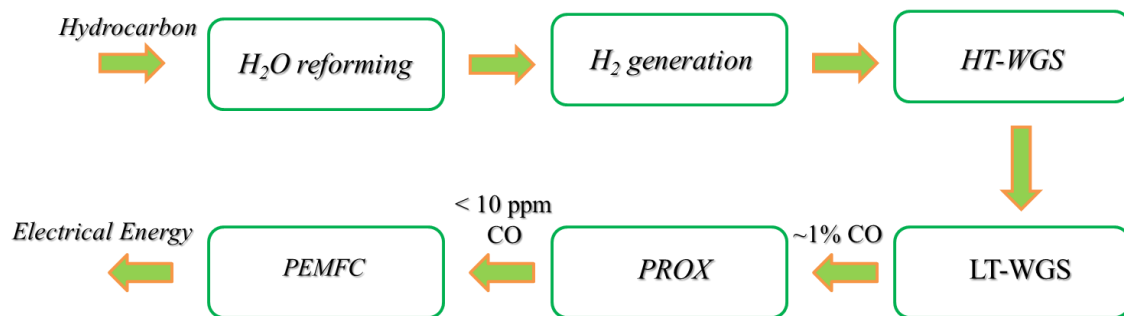 Hydrocarbon
H₂O reforming
H₂ generation
HT-WGS
LT-WGS
~1% CO
PROX
< 10 ppm
CO
PEMFC
Electrical Energy